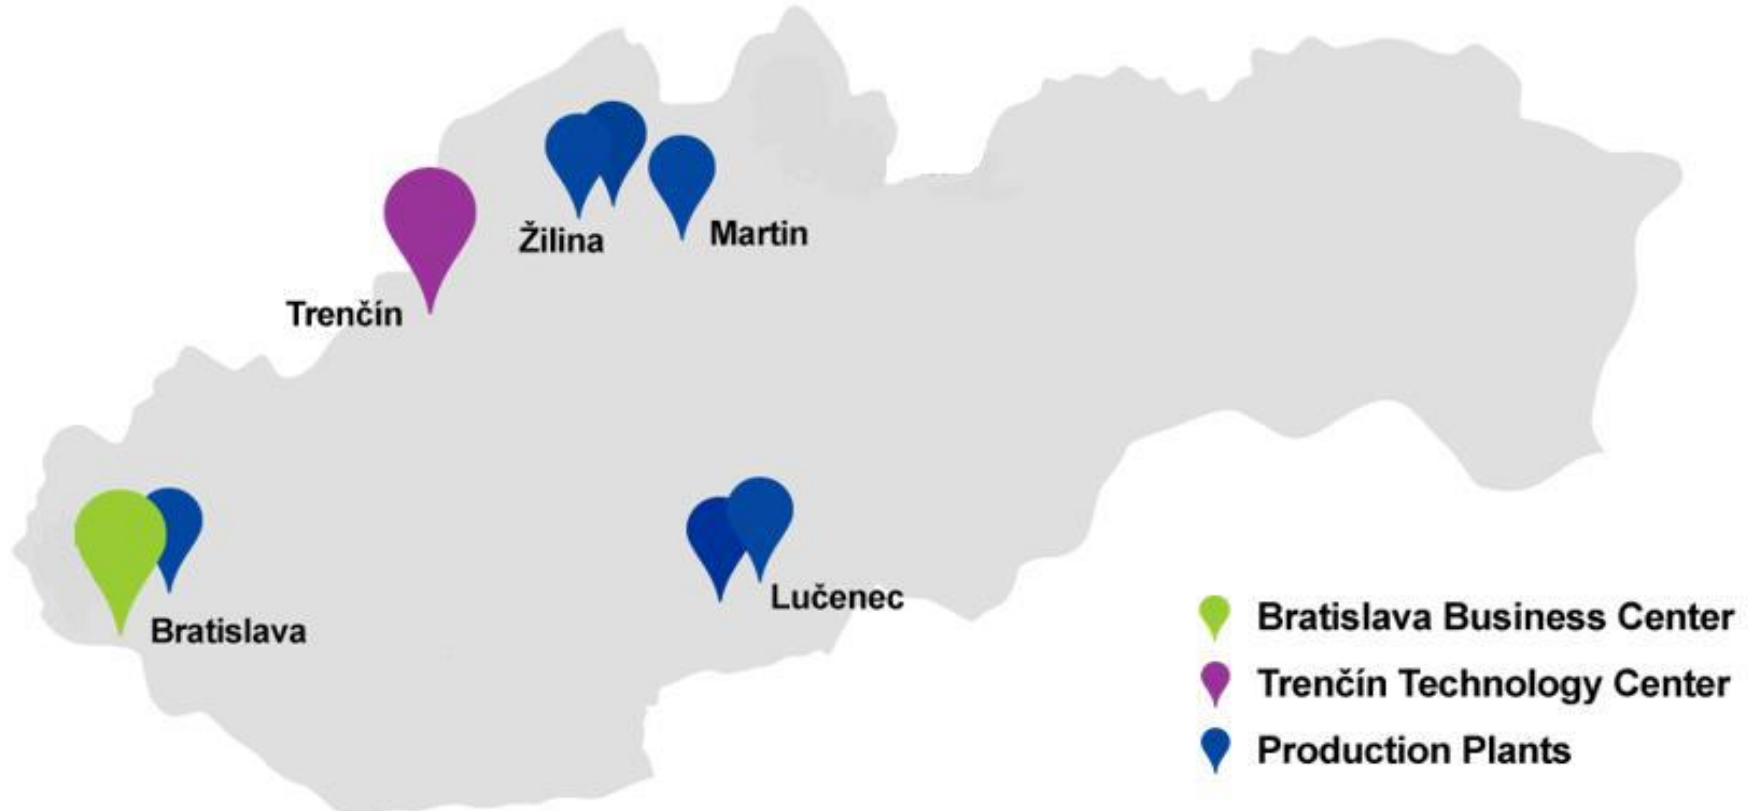 Žilina
Martin
Trenčín
Lučenec
Bratislava
Bratislava Business Center
Trenčín Technology Center
Production Plants